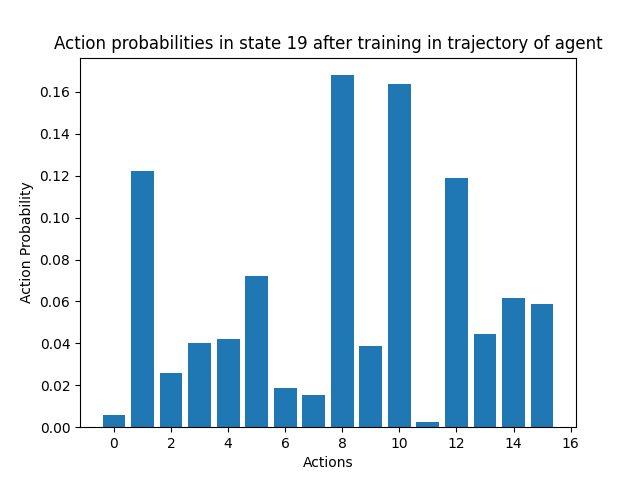 Action probabilities in state 19 after training in trajectory of agent
0.16
0.14
0.12
0.10
0.08
0.06
0.04
0.02
0.00
Action Probability
0 2 4 6 8 10 12 14 16
Actions